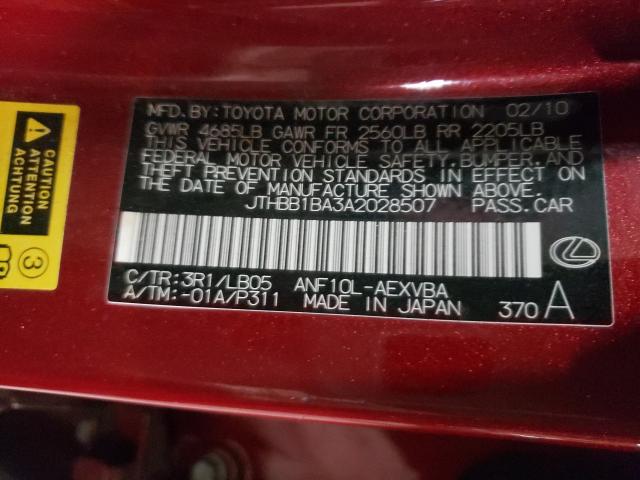 MFD. BY: TOYOTA MOTOR CORPORATION 02/10
GVWR 4685LB GAWR FR 2560LB RR 2205LB
THIS VEHICLE CONFORMS TO ALL APPLICABLE
FEDERAL MOTOR VEHICLE SAFETY, BUMPER, AND
THEFT PREVENTION STANDARDS IN EFFECT ON
THE DATE OF MANUFACTURE SHOWN ABOVE.
JTHBB1BA3A2028507 PASS.CAR
C/TR:3R1/LB05 ANF10L-AEXVBA
A/TM:-01A/P311 MADE IN JAPAN 370 A
CAUTION
ATTENTION
ACHTUNG
3